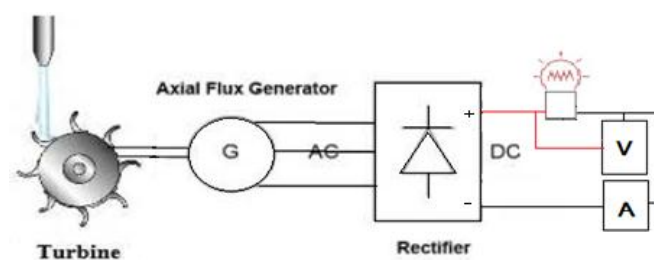 Axial Flux Generator
G
AC
+
-
DC
V
A
Turbine
Rectifier